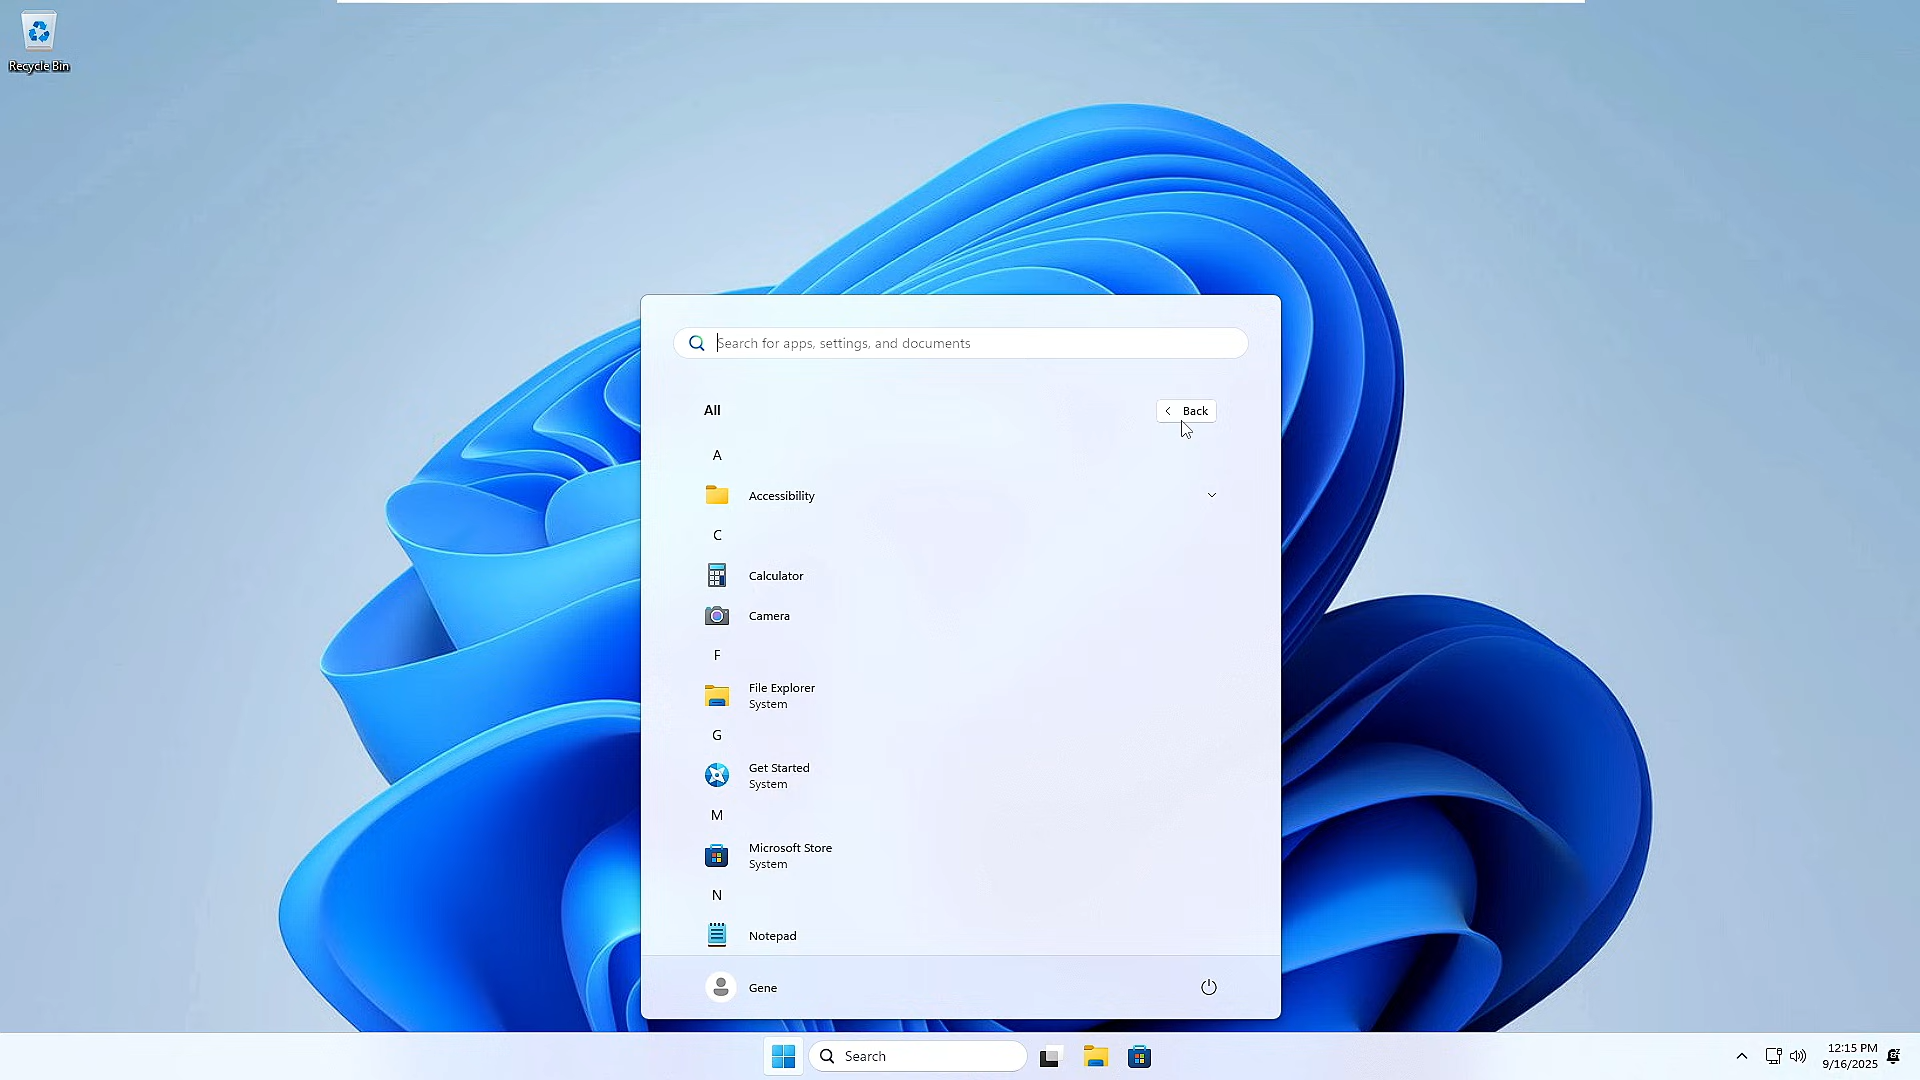 Recycle Bin
Search for apps, settings, and documents
All
Back
A
Accessibility
C
Calculator
Camera
F
File Explorer
System
G
Get Started
System
M
Microsoft Store
System
N
Notepad
Gene
Search
12:15 PM
9/16/2025